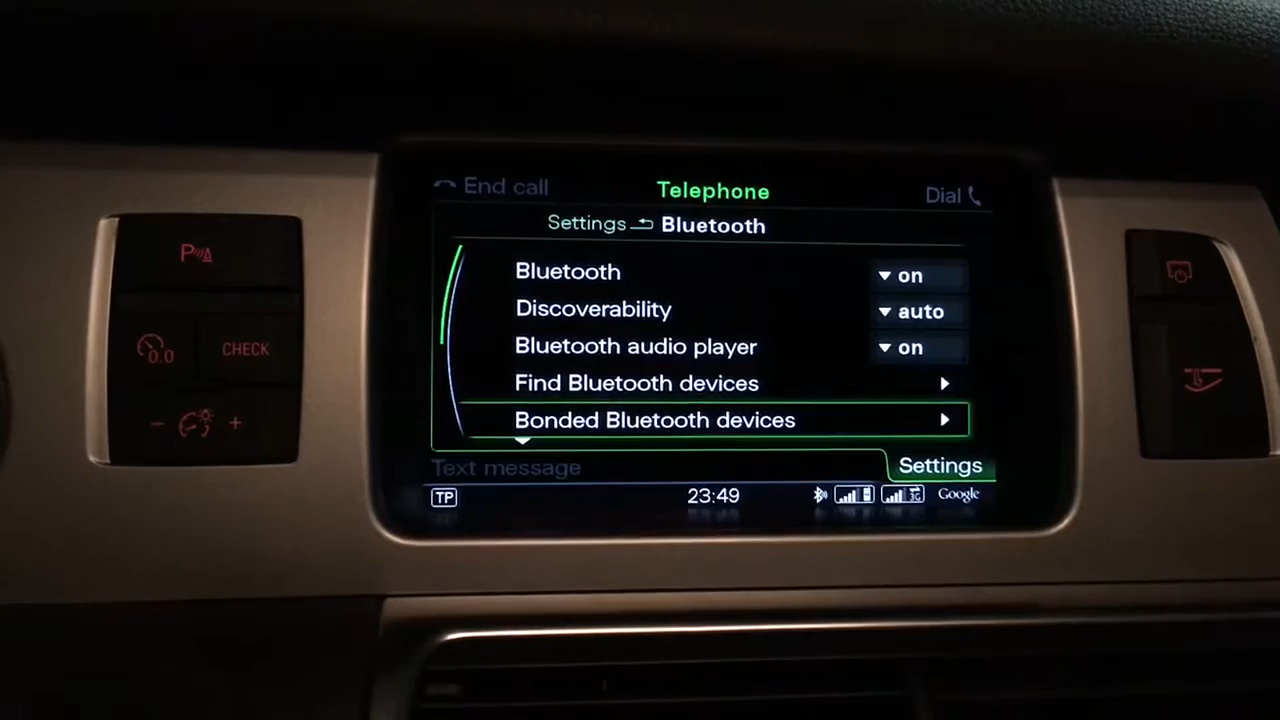 End call Telephone Dial
Settings Bluetooth
Bluetooth on
Discoverability auto
Bluetooth audio player on
Find Bluetooth devices
Bonded Bluetooth devices
Text message Settings
TP 23:49 3G Google
P
0.0 CHECK
- +